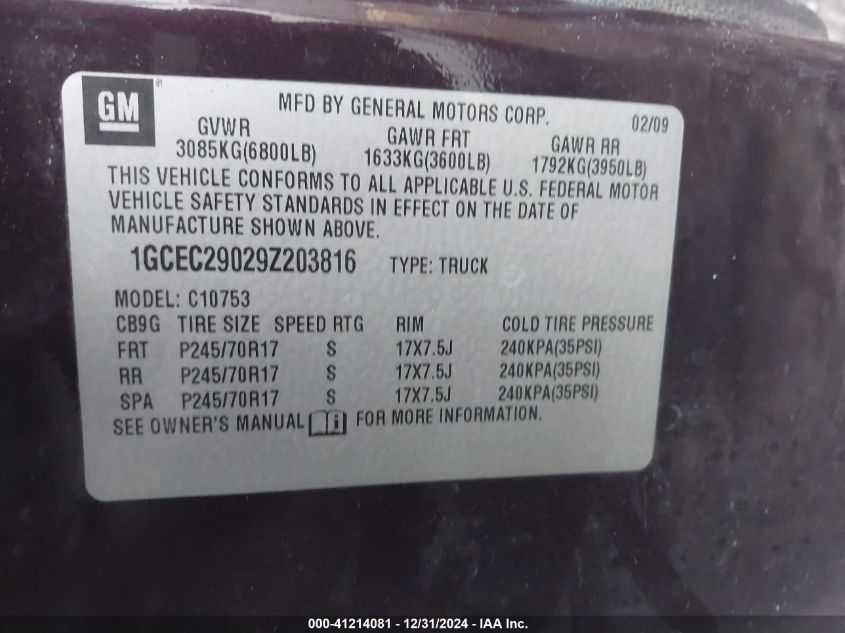 GM®
MFD BY GENERAL MOTORS CORP. 02/09
GVWR GAWR FRT GAWR RR
3085KG(6800LB) 1633KG(3600LB) 1792KG(3950LB)
THIS VEHICLE CONFORMS TO ALL APPLICABLE U.S. FEDERAL MOTOR
VEHICLE SAFETY STANDARDS IN EFFECT ON THE DATE OF
MANUFACTURE SHOWN ABOVE.
1GCEC29029Z203816 TYPE: TRUCK
MODEL: C10753
CB9G TIRE SIZE SPEED RTG RIM COLD TIRE PRESSURE
FRT P245/70R17 S 17X7.5J 240KPA(35PSI)
RR P245/70R17 S 17X7.5J 240KPA(35PSI)
SPA P245/70R17 S 17X7.5J 240KPA(35PSI)
SEE OWNER'S MANUAL i FOR MORE INFORMATION.
000-41214081 - 12/31/2024 - IAA Inc.